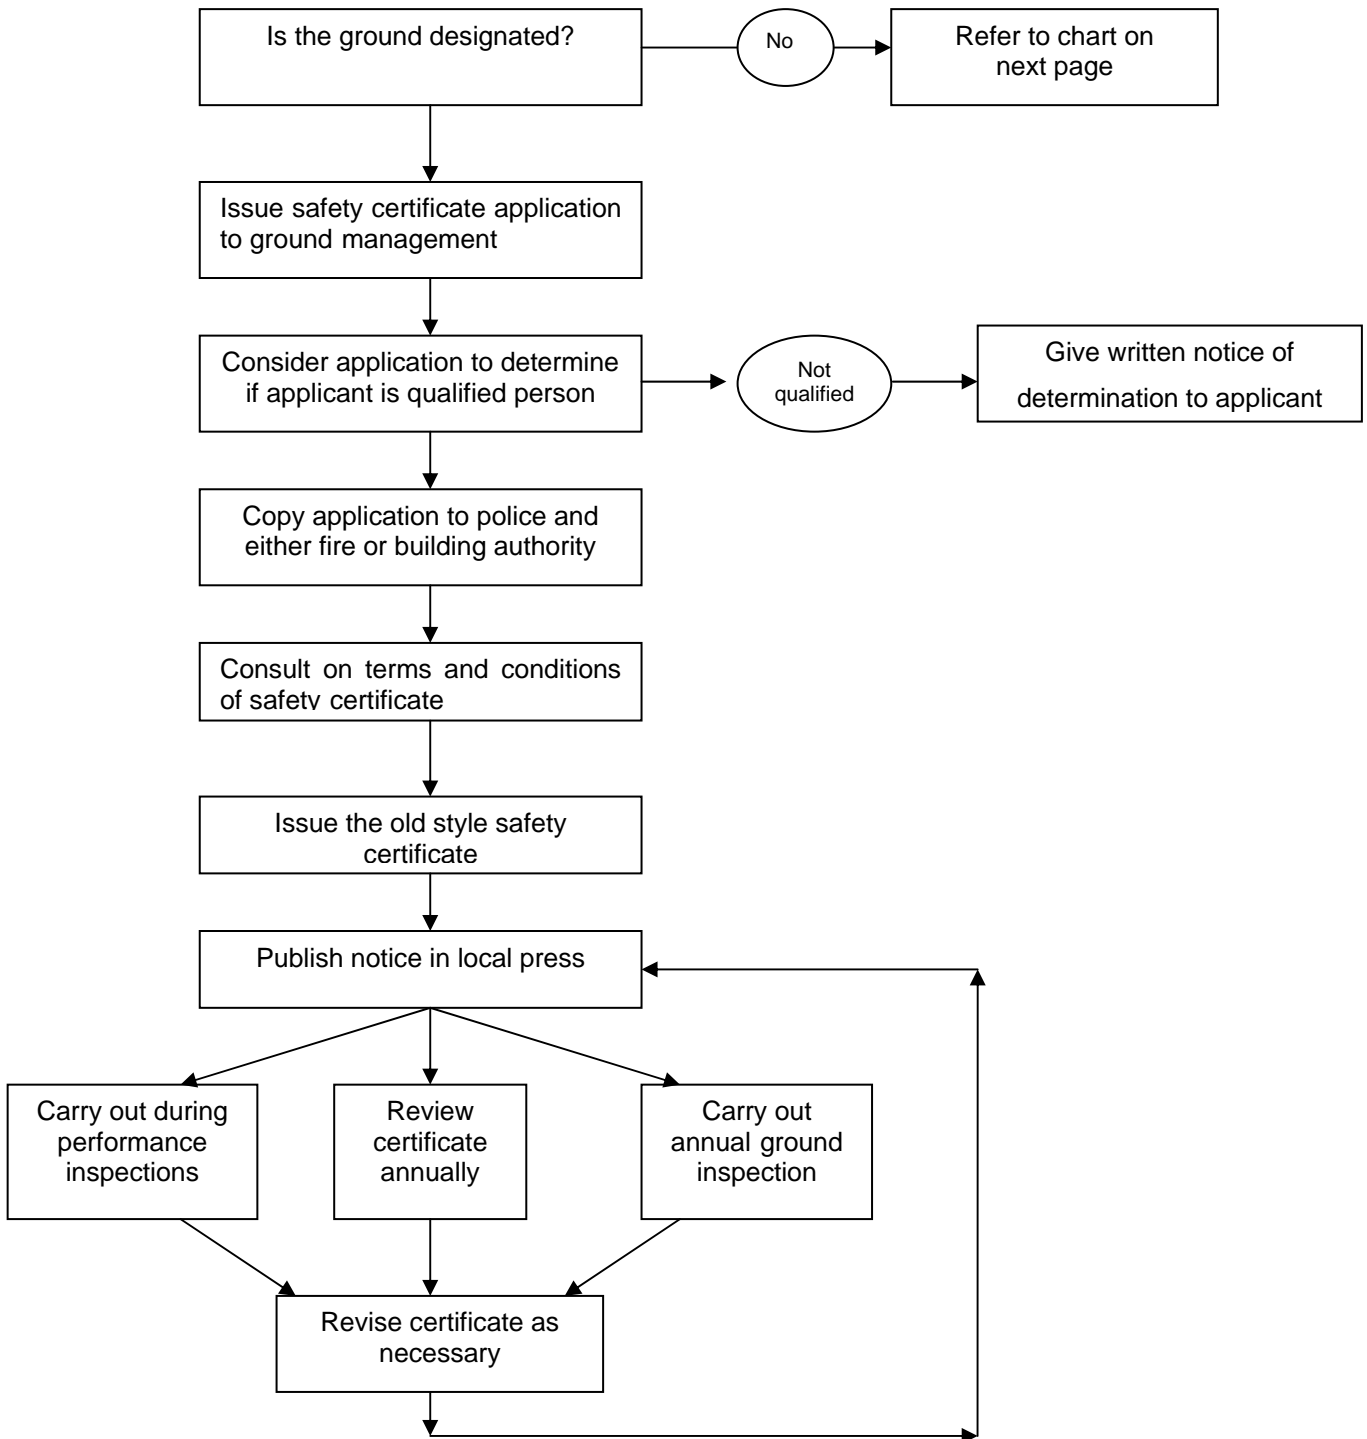 Is the ground designated?
No
Refer to chart on
next page
Issue safety certificate application
to ground management
Consider application to determine
if applicant is qualified person
Not
qualified
Give written notice of
determination to applicant
Copy application to police and
either fire or building authority
Consult on terms and conditions
of safety certificate
Issue the old style safety
certificate
Publish notice in local press
Carry out during
performance
inspections
Review
certificate
annually
Carry out
annual ground
inspection
Revise certificate as
necessary